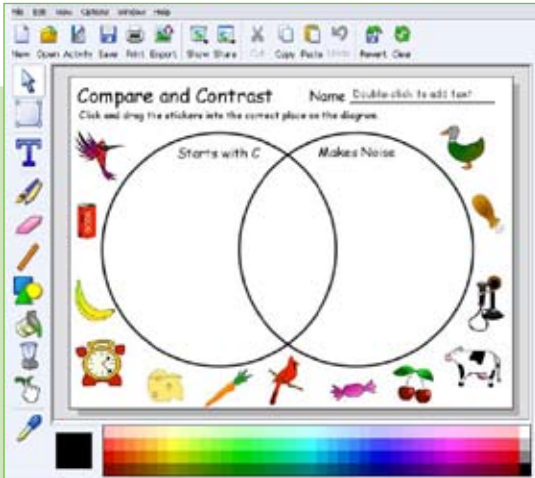 File Edit View Options Window Help
New Open Activity Save Print Export Show Share Cut Copy Paste Undo Revert Clear
Compare and Contrast
Name Double-click to add text
Click and drag the stickers into the correct place on the diagram.
Starts with C
Makes Noise
SODA
T